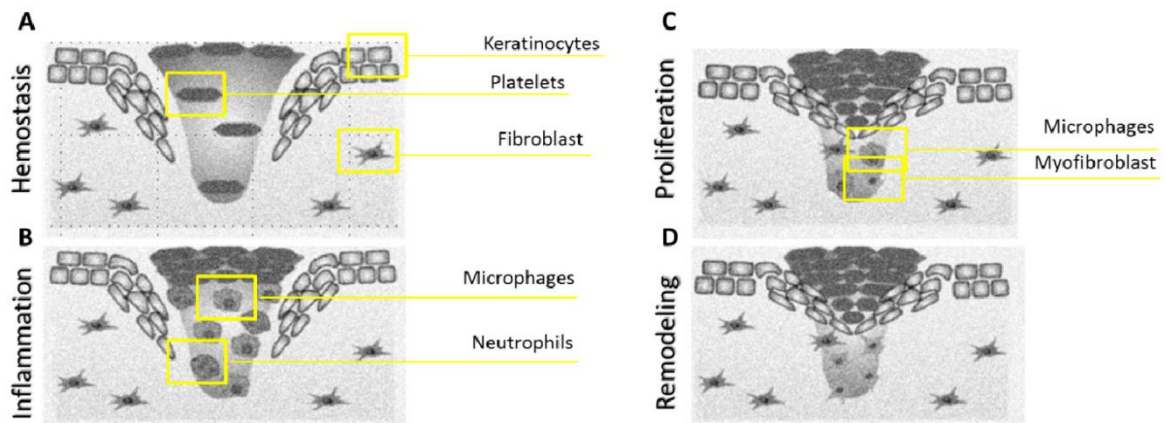 A
Hemostasis
Keratinocytes
Platelets
Fibroblast
B
Inflammation
Microphages
Neutrophils
C
Proliferation
Microphages
Myofibroblast
D
Remodeling